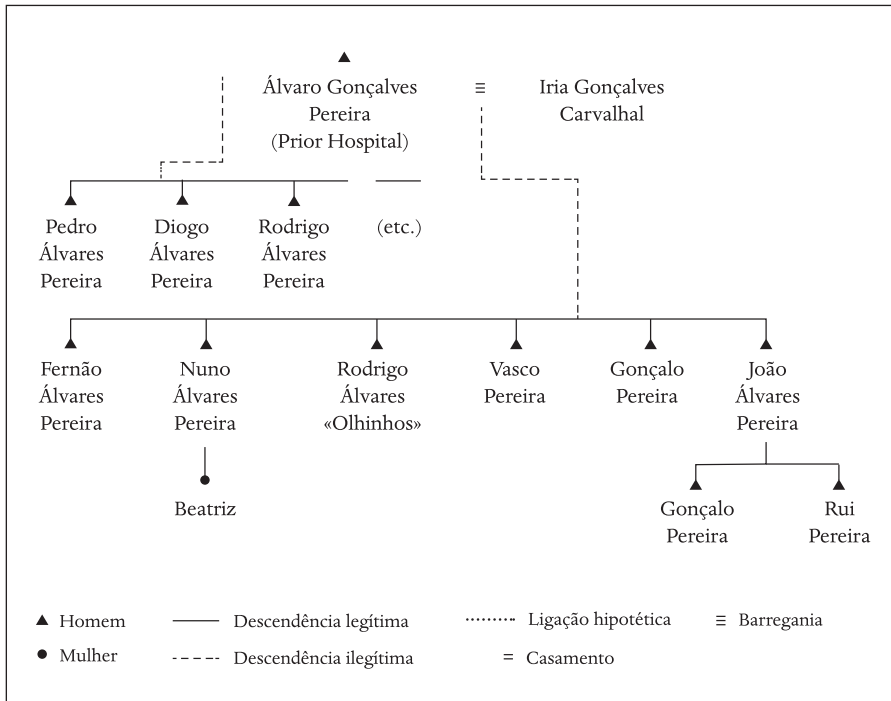 Álvaro Gonçalves
Pereira
(Prior Hospital)
Iria Gonçalves
Carvalhal
Pedro
Álvares
Pereira
Diogo
Álvares
Pereira
Rodrigo
Álvares
Pereira
(etc.)
Fernão
Álvares
Pereira
Nuno
Álvares
Pereira
Rodrigo
Álvares
«Olhinhos»
Vasco
Pereira
Gonçalo
Pereira
João
Álvares
Pereira
Beatriz
Gonçalo
Pereira
Rui
Pereira
Homem
Descendência legítima
Ligação hipotética
Barregania
Mulher
Descendência ilegítima
Casamento